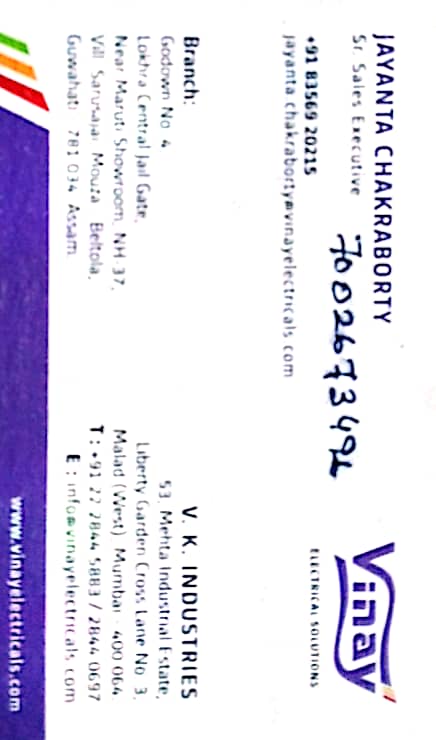 JAYANTA CHAKRABORTY
Sr. Sales Executive
+91 83569 20215
jayanta.chakraborty@vinayelectricals.com
Vinay
ELECTRICAL SOLUTIONS
Branch:
Godown No. 4
Lokhra Central Jail Gate,
Near Maruti Showroom, NH-37,
Vill. Sarusajai Mouza Beltola,
Guwahati 781 034 Assam.
V. K. INDUSTRIES
53, Mehta Industrial Estate,
Liberty Garden Cross Lane No. 3,
Malad (West), Mumbai - 400 064.
T : +91 22 2844 5883 / 2844 0697
E : info@vinayelectricals.com
www.vinayelectricals.com